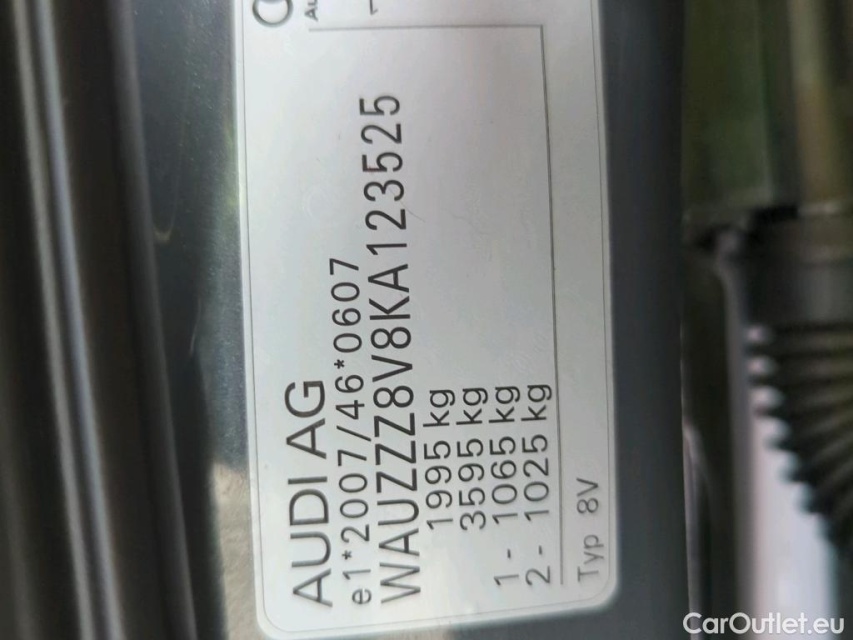 AUDI AG
e1*2007/46*0607
WAUZZZ8V8KA123525
1995 kg
3595 kg
1- 1065 kg
2- 1025 kg
Typ 8V
CarOutlet.eu